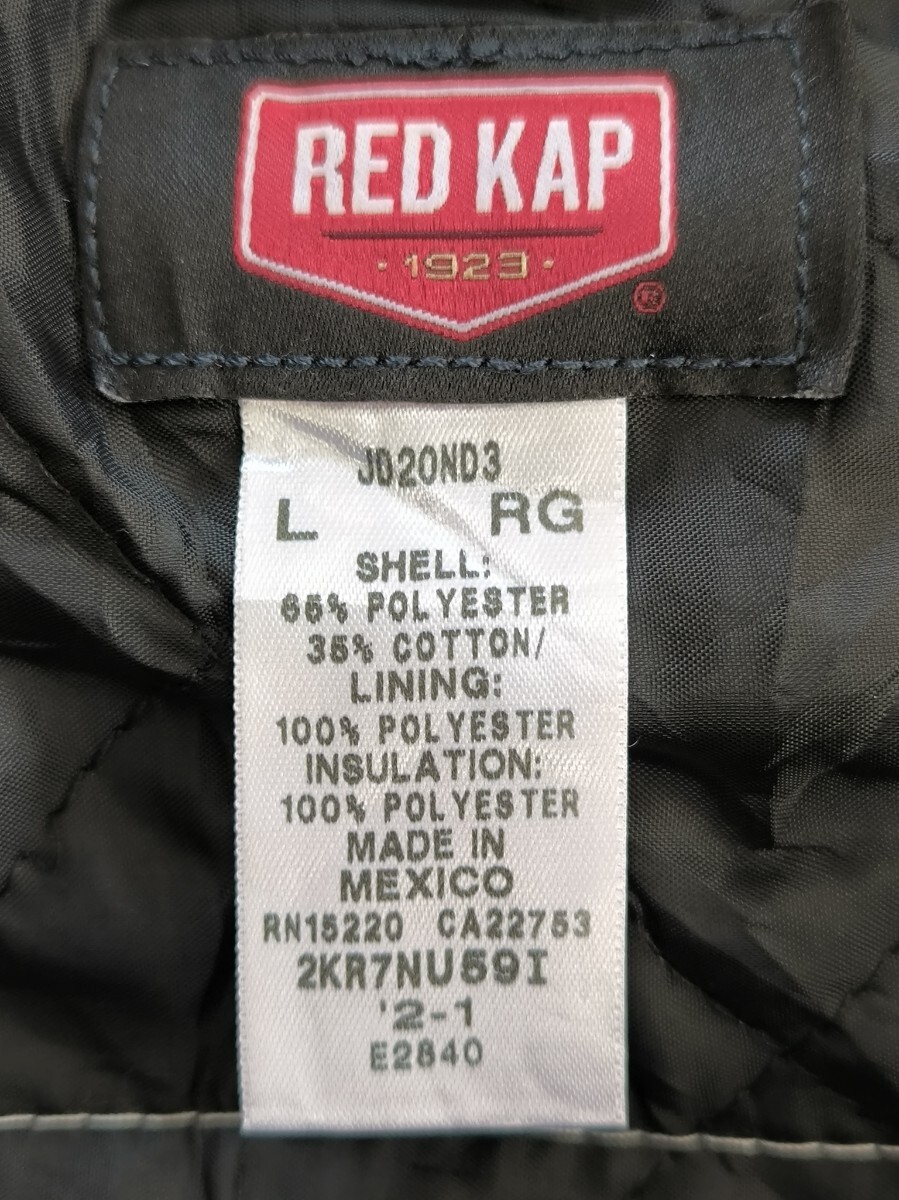 RED KAP
· 1923 ·
®
JD20ND3
L RG
SHELL:
65% POLYESTER
35% COTTON/
LINING:
100% POLYESTER
INSULATION:
100% POLYESTER
MADE IN
MEXICO
RN15220 CA22753
2KR7NU59I
'2-1
E2840